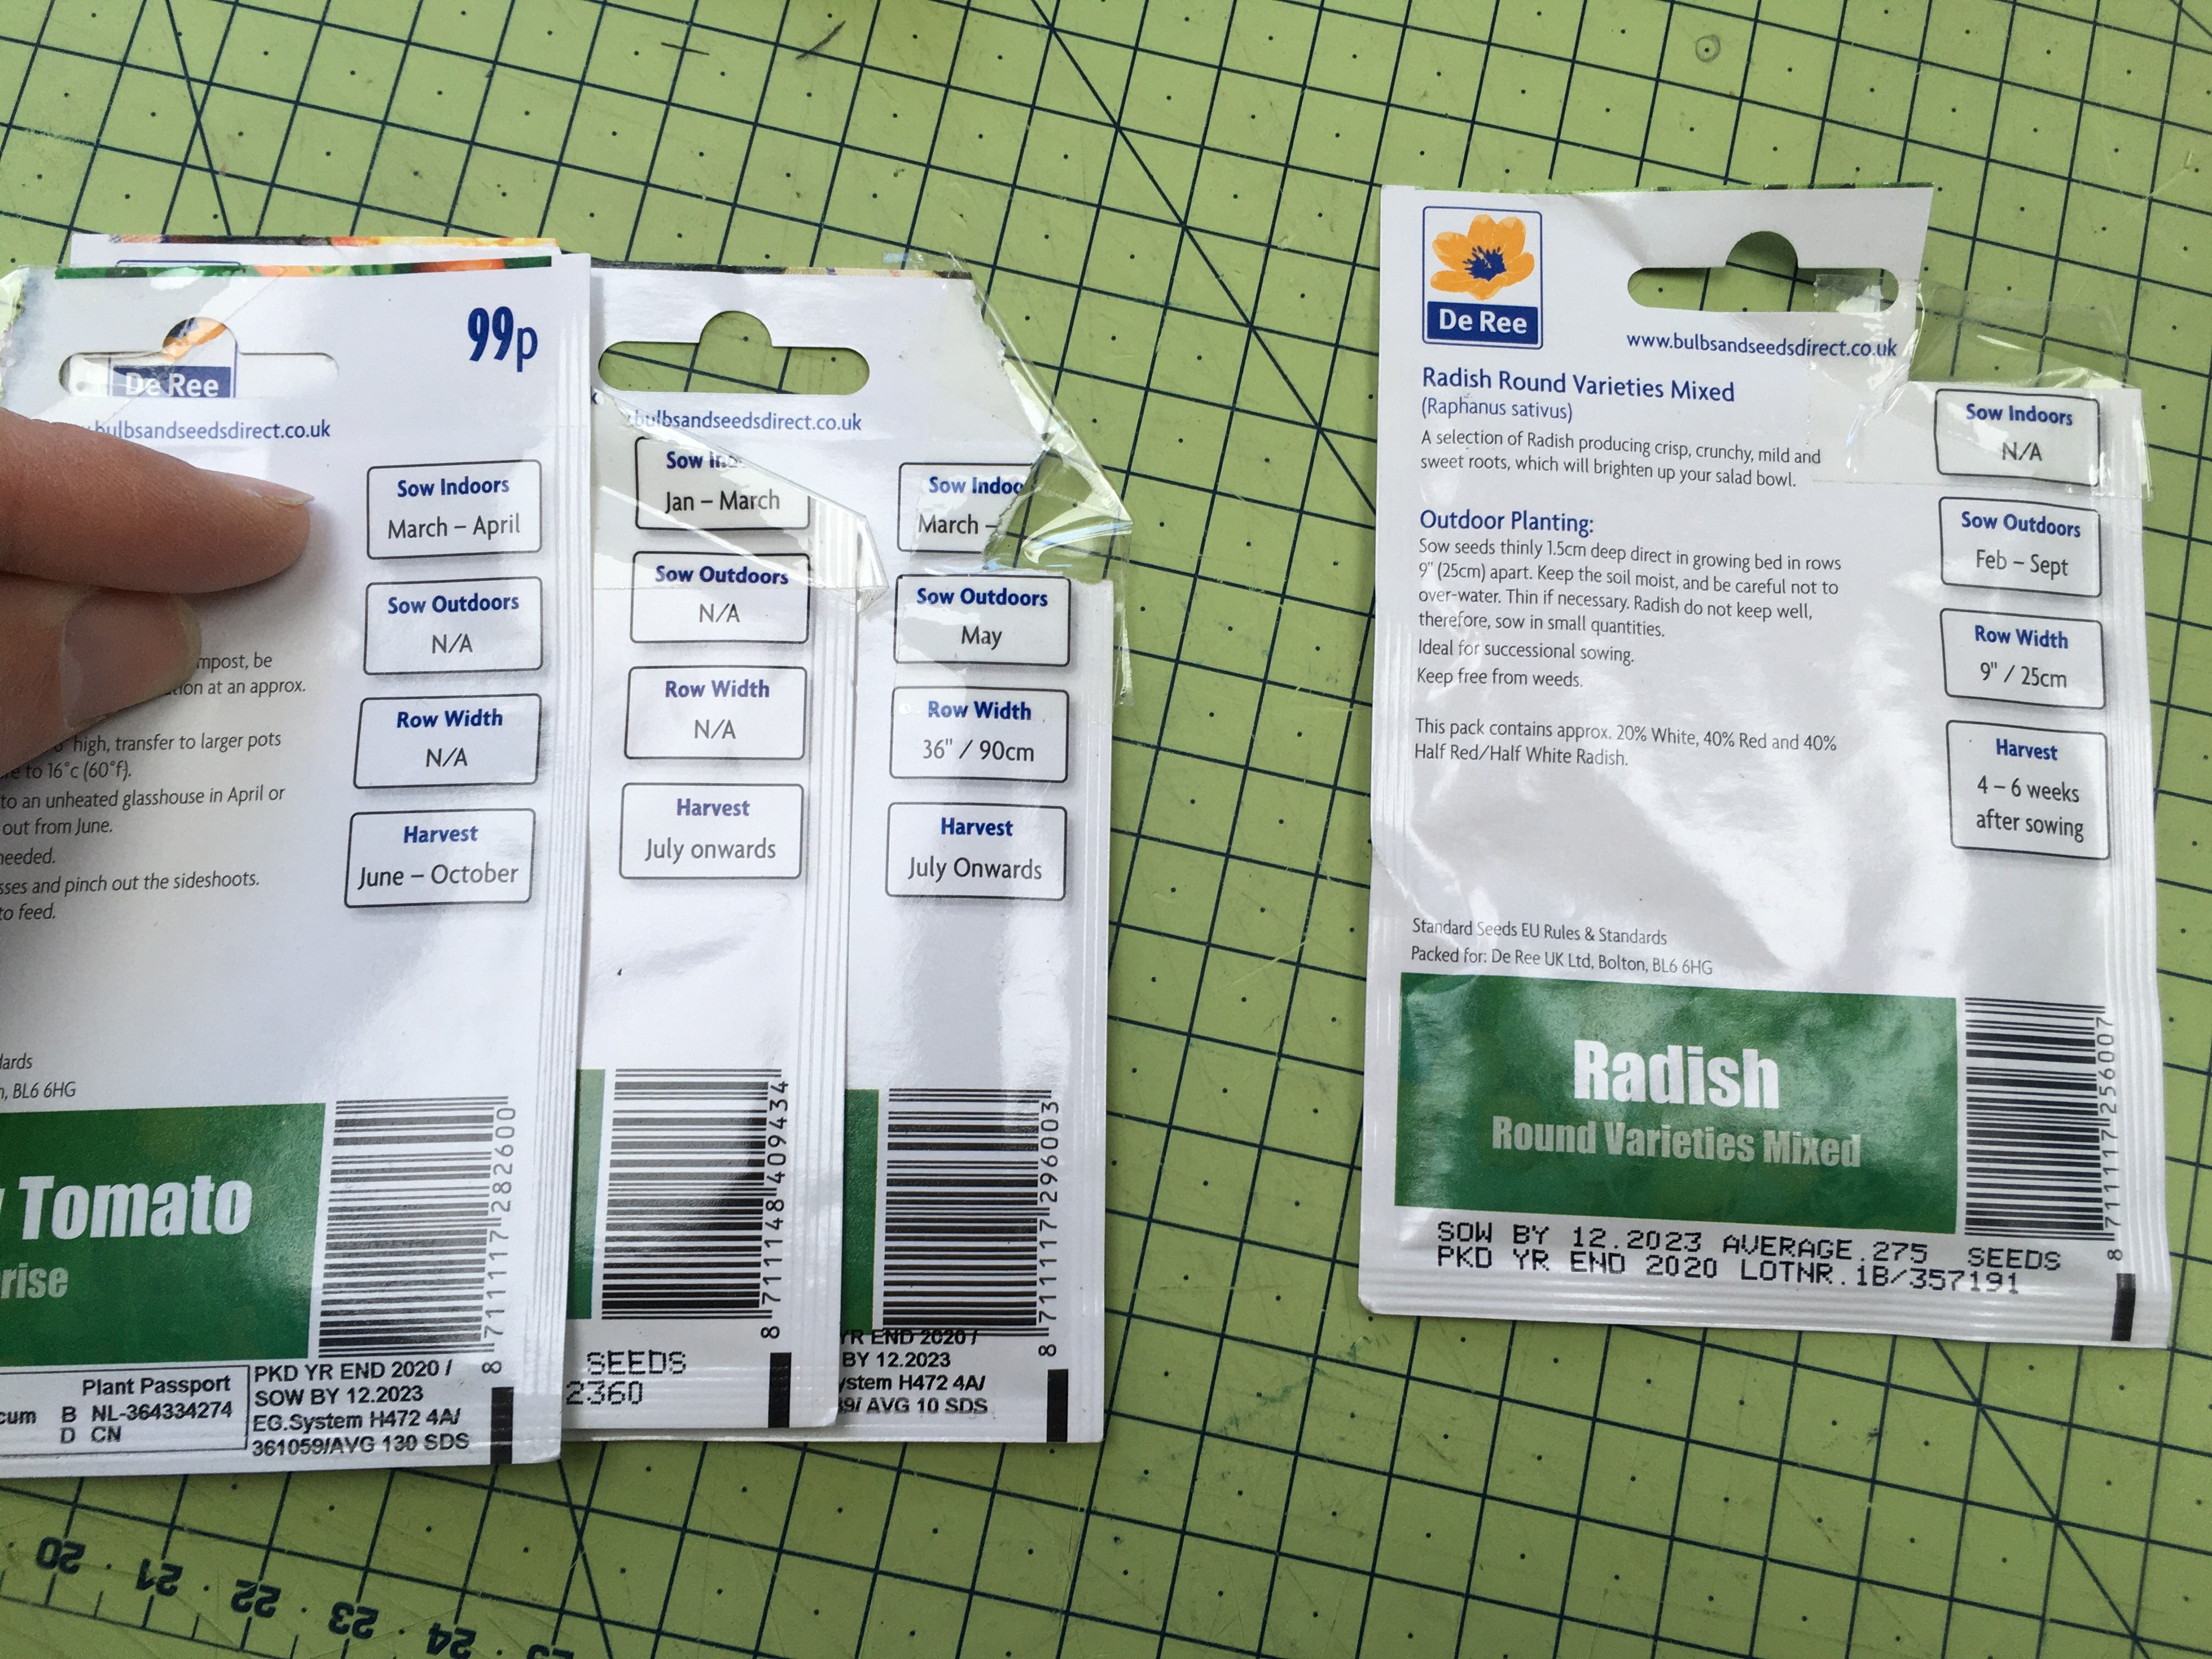 99p
De Ree
bulbsandseedsdirect.co.uk
Sow Indoors
March – April
Sow Outdoors
N/A
Row Width
N/A
Harvest
June – October
be
at an approx.
high, transfer to larger pots
to 16°c (60°f).
to an unheated glasshouse in April or
out from June.
needed.
and pinch out the sideshoots.
to feed.
BL6 6HG
Tomato
rise
8 711117 282600
Plant Passport
B NL-364334274
D CN
PKD YR END 2020 /
SOW BY 12.2023
EG.System H472 4A/
361059/AVG 130 SDS
bulbsandseedsdirect.co.uk
Sow
Jan – March
Sow Outdoors
N/A
Row Width
N/A
Harvest
July onwards
8 711148 409434
SEEDS
2360
Sow Indoo
March –
Sow Outdoors
May
Row Width
36" / 90cm
Harvest
July Onwards
8 711117 296003
YR END 2020 /
BY 12.2023
ystem H472 4A/
AVG 10 SDS
De Ree
www.bulbsandseedsdirect.co.uk
Radish Round Varieties Mixed
(Raphanus sativus)
A selection of Radish producing crisp, crunchy, mild and
sweet roots, which will brighten up your salad bowl.
Outdoor Planting:
Sow seeds thinly 1.5cm deep direct in growing bed in rows
9" (25cm) apart. Keep the soil moist, and be careful not to
over-water. Thin if necessary. Radish do not keep well,
therefore, sow in small quantities.
Ideal for successional sowing.
Keep free from weeds.
This pack contains approx. 20% White, 40% Red and 40%
Half Red/Half White Radish.
Standard Seeds EU Rules & Standards
Packed for: De Ree UK Ltd, Bolton, BL6 6HG
Sow Indoors
N/A
Sow Outdoors
Feb – Sept
Row Width
9" / 25cm
Harvest
4 – 6 weeks
after sowing
Radish
Round Varieties Mixed
8 711117 256007
SOW BY 12.2023 AVERAGE.275 SEEDS
PKD YR END 2020 LOTNR.1B/357191
20
21
22
23
24